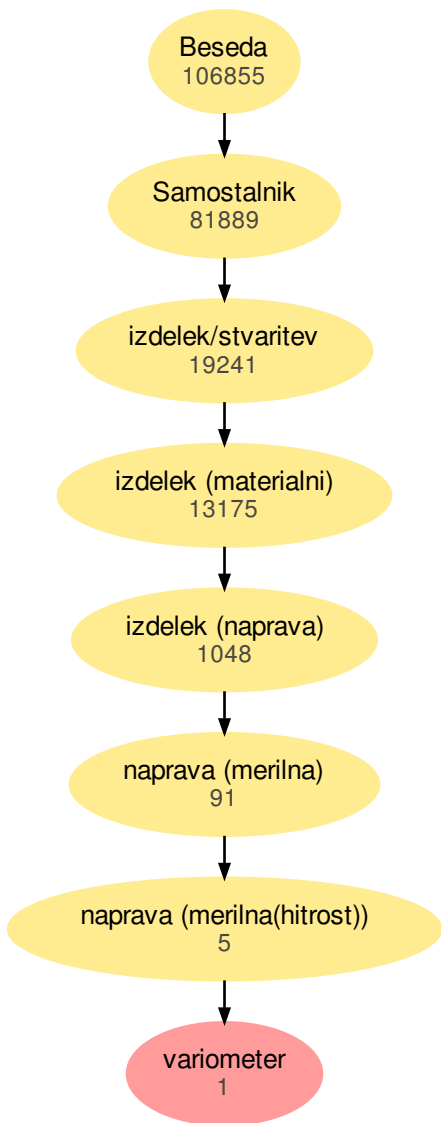 Beseda
106855
Samostalnik
81889
izdelek/stvaritev
19241
izdelek (materialni)
13175
izdelek (naprava)
1048
naprava (merilna)
91
naprava (merilna(hitrost))
5
variometer
1